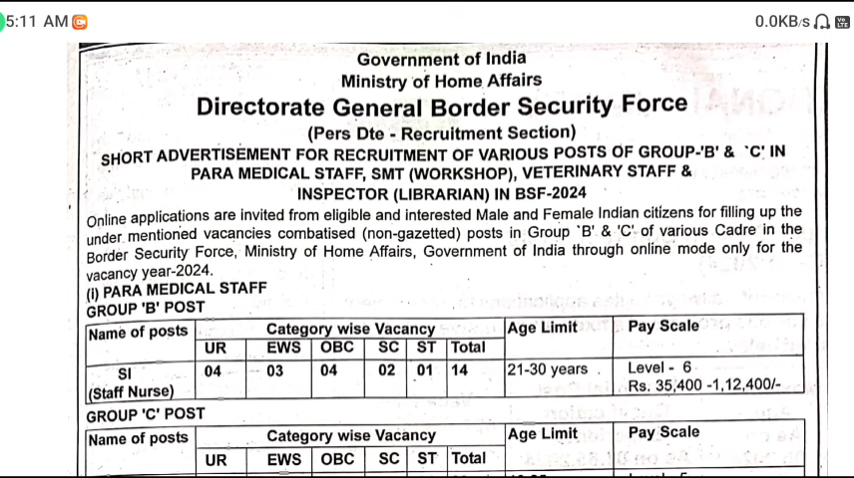 5:11 AM
0.0KB/s Vo LTE
Government of India
Ministry of Home Affairs
Directorate General Border Security Force
(Pers Dte - Recruitment Section)
SHORT ADVERTISEMENT FOR RECRUITMENT OF VARIOUS POSTS OF GROUP-'B' & `C' IN
PARA MEDICAL STAFF, SMT (WORKSHOP), VETERINARY STAFF &
INSPECTOR (LIBRARIAN) IN BSF-2024
Online applications are invited from eligible and interested Male and Female Indian citizens for filling up the
under mentioned vacancies combatised (non-gazetted) posts in Group `B' & 'C' of various Cadre in the
Border Security Force, Ministry of Home Affairs, Government of India through online mode only for the
vacancy year-2024.
(i) PARA MEDICAL STAFF
GROUP 'B' POST
Name of posts Category wise Vacancy Age Limit Pay Scale
UR EWS OBC SC ST Total
SI 04 03 04 02 01 14 21-30 years Level - 6
(Staff Nurse) Rs. 35,400 -1,12,400/-
GROUP 'C' POST
Name of posts Category wise Vacancy Age Limit Pay Scale
UR EWS OBC SC ST Total